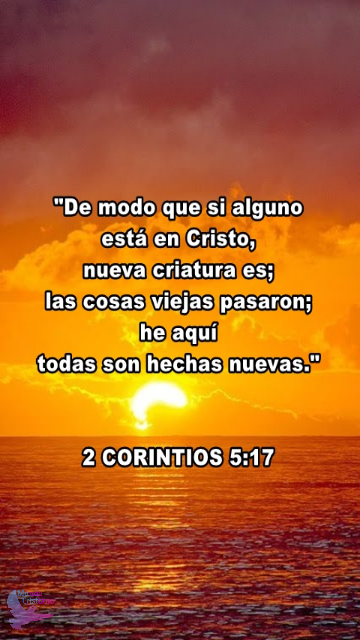 "De modo que si alguno
está en Cristo,
nueva criatura es;
las cosas viejas pasaron;
he aquí
todas son hechas nuevas."
2 CORINTIOS 5:17